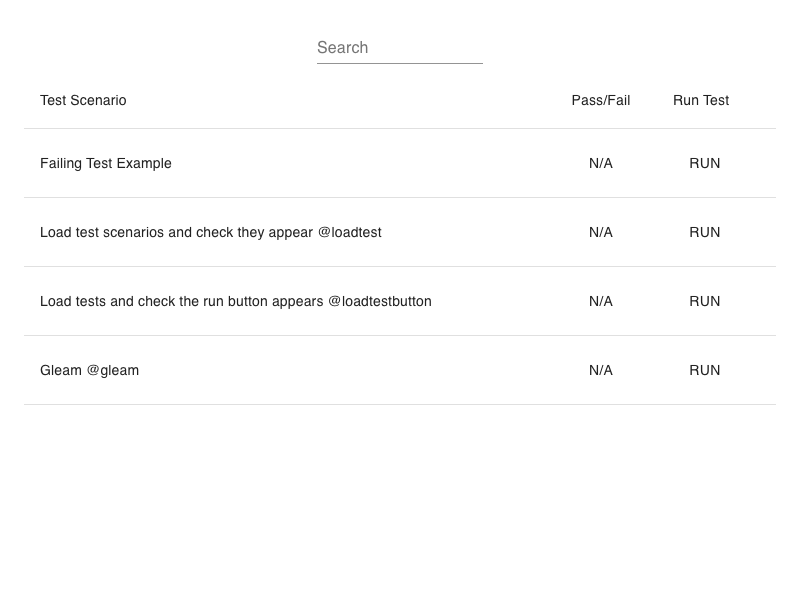 Search
Test Scenario Pass/Fail Run Test
Failing Test Example N/A RUN
Load test scenarios and check they appear @loadtest N/A RUN
Load tests and check the run button appears @loadtestbutton N/A RUN
Gleam @gleam N/A RUN